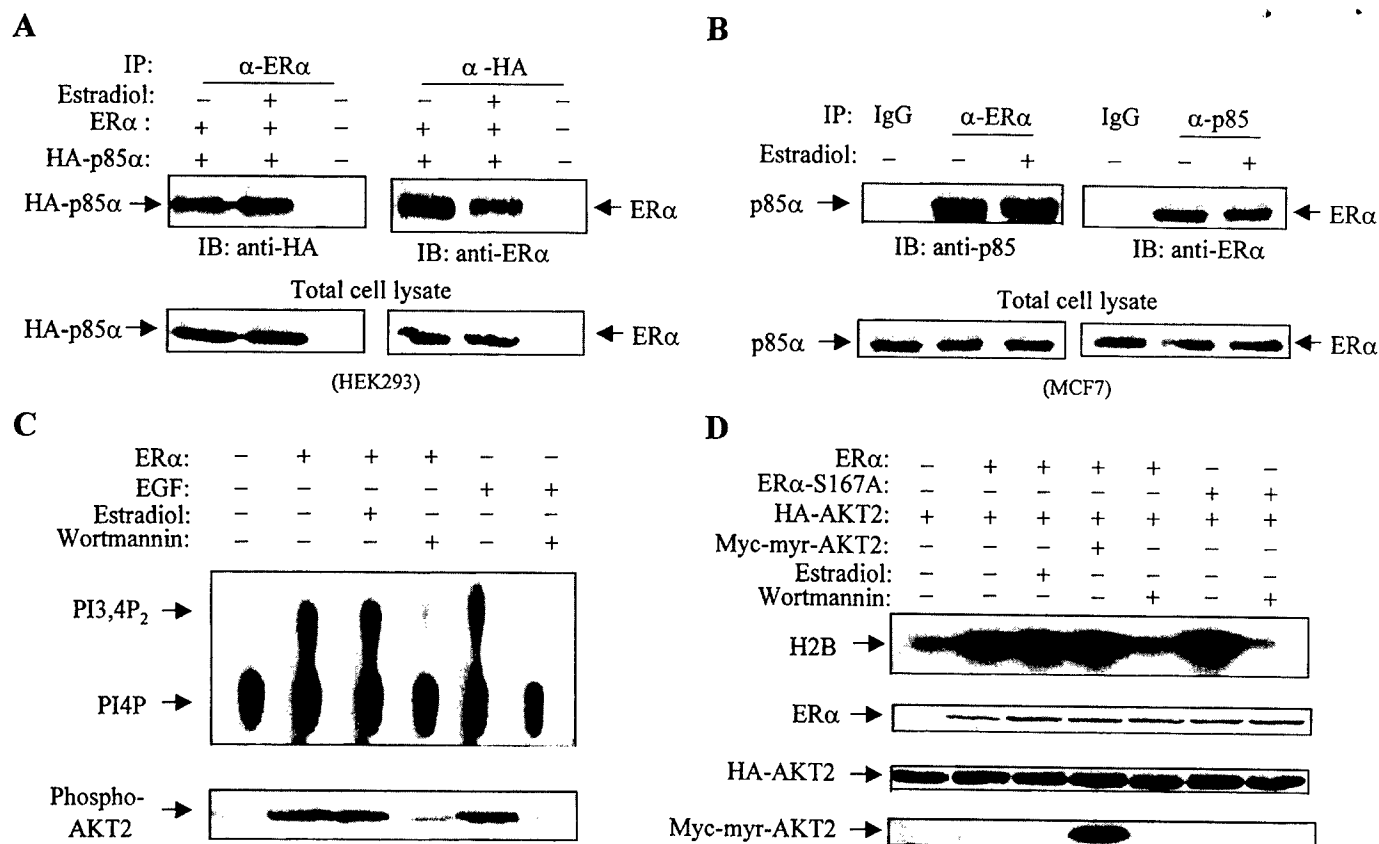 A
IP: α-ERα α -HA
Estradiol: – + – – + –
ERα : + + – + + –
HA-p85α: + + – + + –
HA-p85α ERα
IB: anti-HA IB: anti-ERα
Total cell lysate
HA-p85α ERα
(HEK293)
B
IP: IgG α-ERα IgG α-p85
Estradiol: – – + – – +
p85α ERα
IB: anti-p85 IB: anti-ERα
Total cell lysate
p85α ERα
(MCF7)
C
ERα: – + + + – –
EGF: – – – – + +
Estradiol: – – + – – –
Wortmannin: – – – + – +
PI3,4P2
PI4P
Phospho-
AKT2
D
ERα: – + + + + – –
ERα-S167A: – – – – – + +
HA-AKT2: + + + + + + +
Myc-myr-AKT2: – – – + – – –
Estradiol: – – + – – – –
Wortmannin: – – – – + – +
H2B
ERα
HA-AKT2
Myc-myr-AKT2